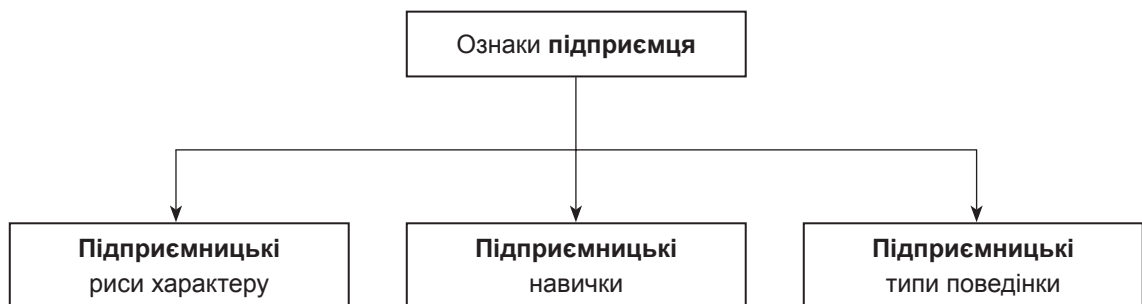 Ознаки підприємця
Підприємницькі
риси характеру
Підприємницькі
навички
Підприємницькі
типи поведінки